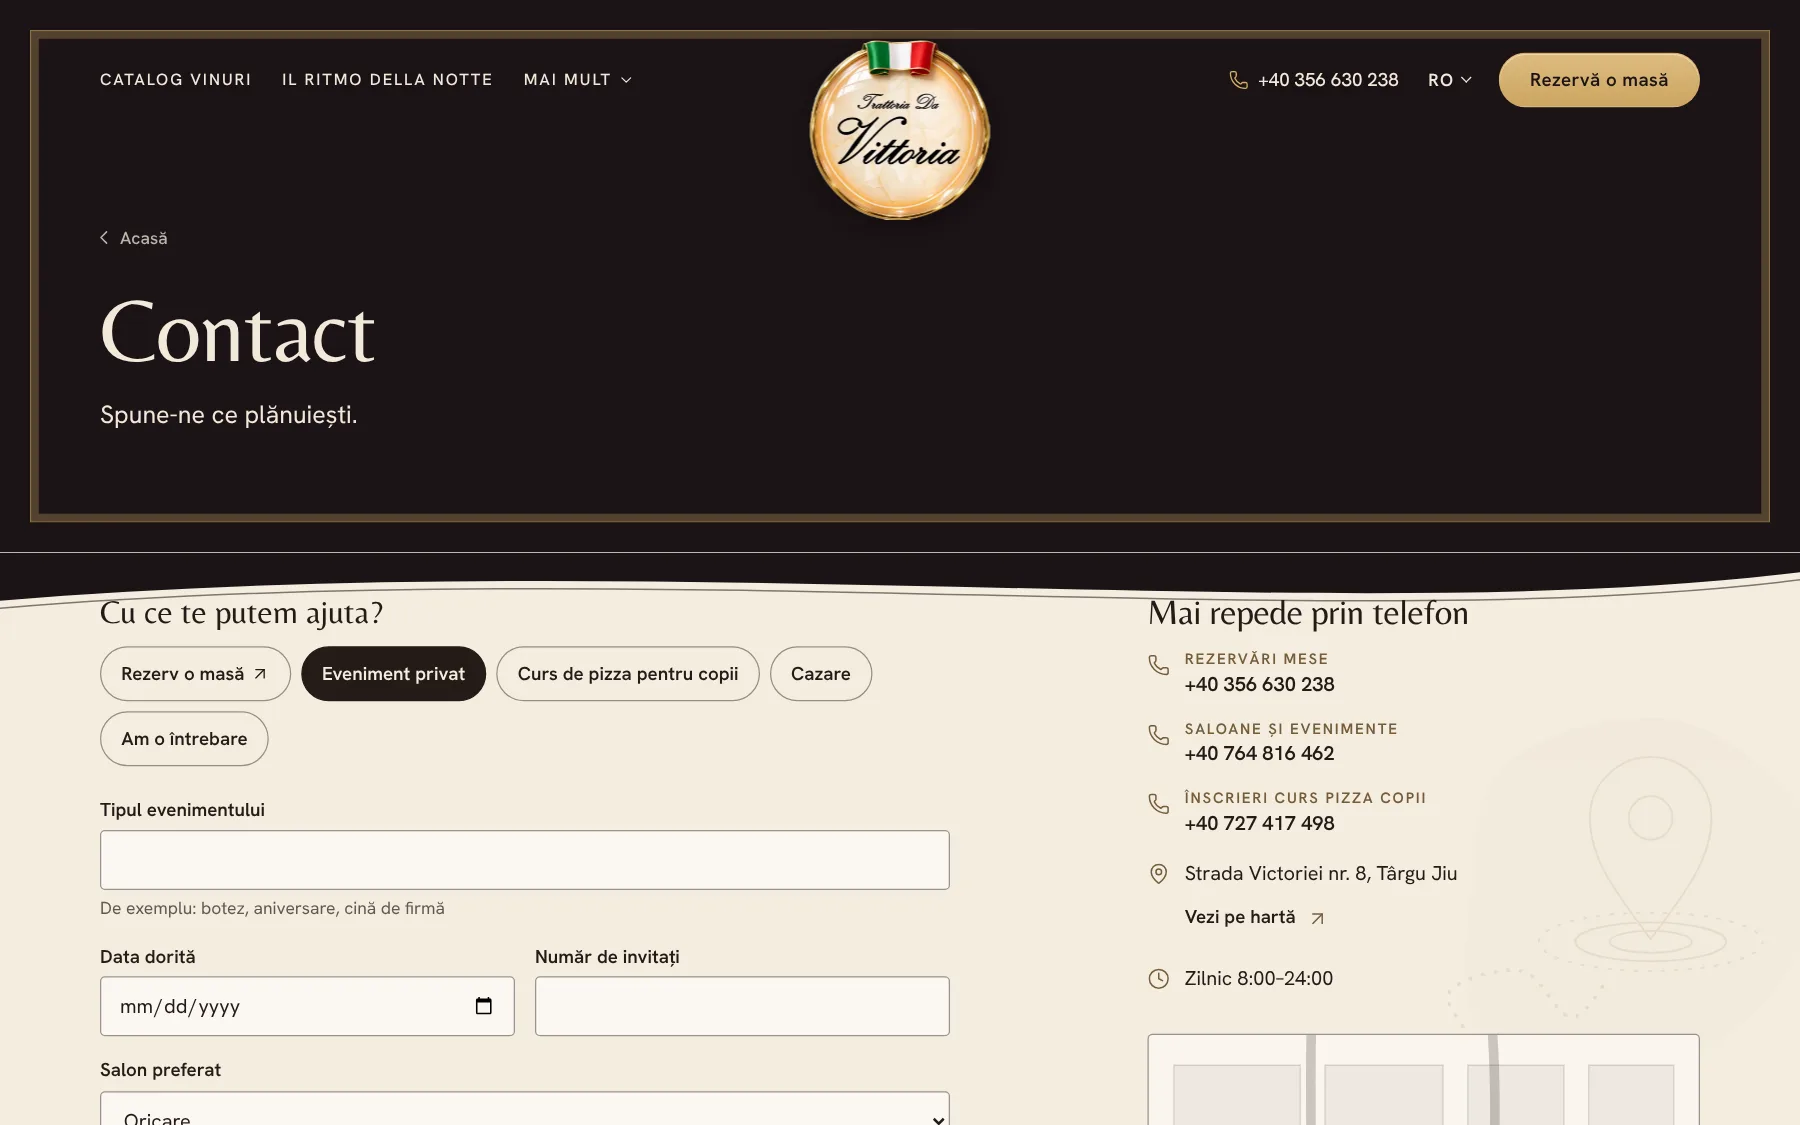 CATALOG VINURI
IL RITMO DELLA NOTTE
MAI MULT
Trattoria Da
Vittoria
+40 356 630 238
RO
Rezervă o masă
Acasă
Contact
Spune-ne ce plănuiești.
Cu ce te putem ajuta?
Rezerv o masă
Eveniment privat
Curs de pizza pentru copii
Cazare
Am o întrebare
Tipul evenimentului
De exemplu: botez, aniversare, cină de firmă
Data dorită
mm/dd/yyyy
Număr de invitați
Salon preferat
Oricare
Mai repede prin telefon
REZERVĂRI MESE
+40 356 630 238
SALOANE ȘI EVENIMENTE
+40 764 816 462
ÎNSCRIERI CURS PIZZA COPII
+40 727 417 498
Strada Victoriei nr. 8, Târgu Jiu
Vezi pe hartă
Zilnic 8:00–24:00